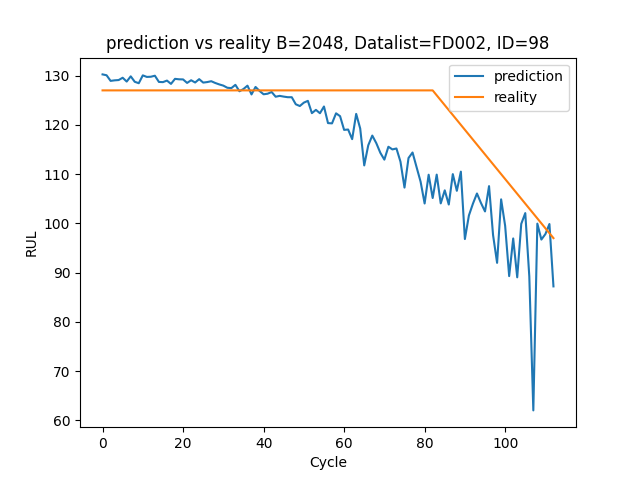 prediction vs reality B=2048, Datalist=FD002, ID=98
prediction
reality
RUL
130
120
110
100
90
80
70
60
0 20 40 60 80 100
Cycle